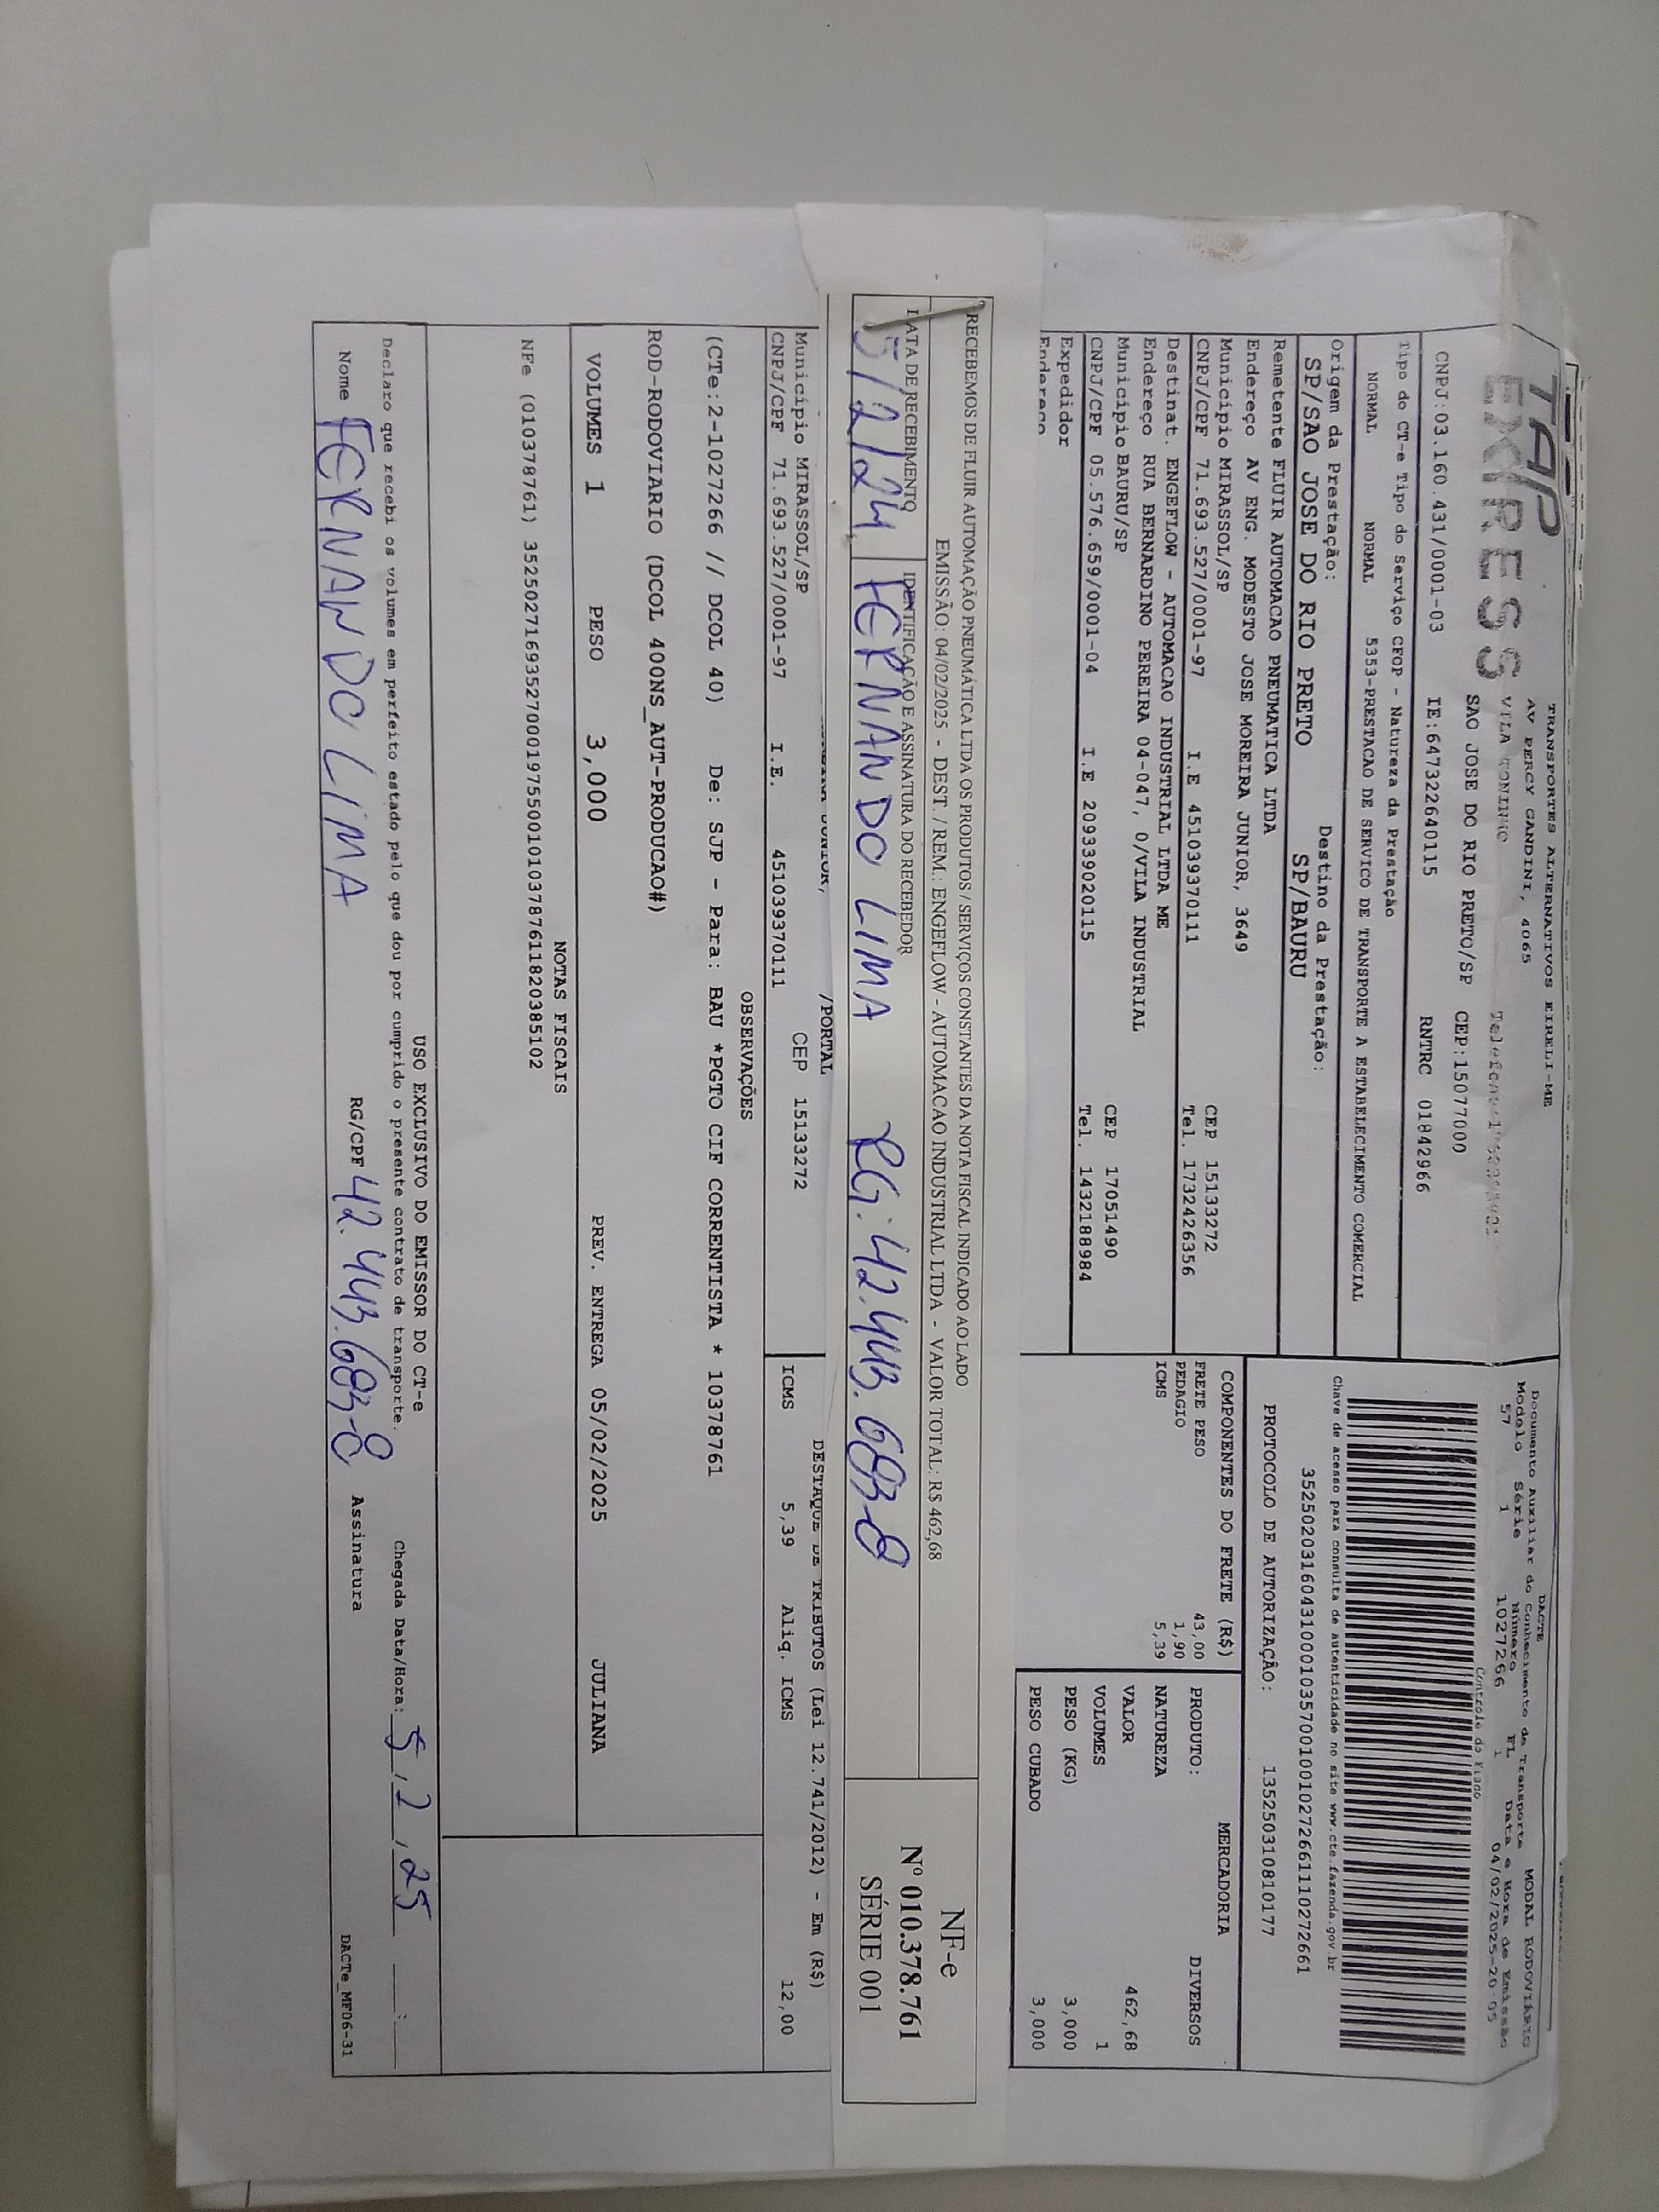 TAP
EXPRESS
TRANSPORTES ALTERNATIVOS EIRELI-ME
AV PERCY GANDINI, 4065
SAO JOSE DO RIO PRETO/SP CEP:15077000
CNPJ:03.160.431/0001-03 IE:647322640115 RNTRC 01842966
DACTE MODAL RODOVIÁRIO
Documento Auxiliar do Conhecimento de Transporte
Modelo Série Número FL Data e Hora de Emissão
57 1 1027266 1 04/02/2025-20:05
Controle do Fisco
Tipo do CT-e Tipo do Serviço CFOP - Natureza da Prestação
NORMAL NORMAL 5353-PRESTACAO DE SERVICO DE TRANSPORTE A ESTABELECIMENTO COMERCIAL
Chave de acesso para consulta de autenticidade no site www.cte.fazenda.gov.br
35250203160431000103570010010272661110272661
PROTOCOLO DE AUTORIZAÇÃO: 135250310810177
Origem da Prestação: Destino da Prestação:
SP/SAO JOSE DO RIO PRETO SP/BAURU
Remetente FLUIR AUTOMACAO PNEUMATICA LTDA
Endereço AV ENG. MODESTO JOSE MOREIRA JUNIOR, 3649
Município MIRASSOL/SP CEP 15133272
CNPJ/CPF 71.693.527/0001-97 I.E 451039370111 Tel. 1732426356
Destinat. ENGEFLOW - AUTOMACAO INDUSTRIAL LTDA ME
Endereço RUA BERNARDINO PEREIRA 04-047, 0/VILA INDUSTRIAL
Município BAURU/SP CEP 17051490
CNPJ/CPF 05.576.659/0001-04 I.E 209339020115 Tel. 1432188984
Expedidor
Endereço
COMPONENTES DO FRETE (R$)
FRETE PESO 43,00
PEDAGIO 1,90
ICMS 5,39
MERCADORIA
PRODUTO: DIVERSOS
NATUREZA
VALOR 462,68
VOLUMES 1
PESO (KG) 3,000
PESO CUBADO 3,000
RECEBEMOS DE FLUIR AUTOMAÇÃO PNEUMÁTICA LTDA OS PRODUTOS / SERVIÇOS CONSTANTES DA NOTA FISCAL INDICADO AO LADO
EMISSÃO: 04/02/2025 - DEST. / REM.: ENGEFLOW - AUTOMACAO INDUSTRIAL LTDA - VALOR TOTAL: R$ 462,68
DATA DE RECEBIMENTO IDENTIFICAÇÃO E ASSINATURA DO RECEBEDOR
5/2/24 FERNANDO LIMA RG: 42.443.683-8
NF-e
Nº 010.378.761
SÉRIE 001
/PORTAL
Município MIRASSOL/SP CEP 15133272
CNPJ/CPF 71.693.527/0001-97 I.E. 451039370111
DESTAQUE DE TRIBUTOS (Lei 12.741/2012) - Em (R$)
ICMS 5,39 Aliq. ICMS 12,00
OBSERVAÇÕES
(CTe:2-1027266 // DCOL 40) De: SJP - Para: BAU *PGTO CIF CORRENTISTA * 10378761
ROD-RODOVIARIO (DCOL 400NS_AUT-PRODUCAO#)
VOLUMES 1 PESO 3,000 PREV. ENTREGA 05/02/2025 JULIANA
NOTAS FISCAIS
NFe (010378761) 35250271693527000197550010103787611820385102
USO EXCLUSIVO DO EMISSOR DO CT-e
Declaro que recebi os volumes em perfeito estado pelo que dou por cumprido o presente contrato de transporte.
Chegada Data/Hora: 5/2/25 __:__
Nome FERNANDO LIMA RG/CPF 42.443.683-8 Assinatura
DACTe_MF06-31